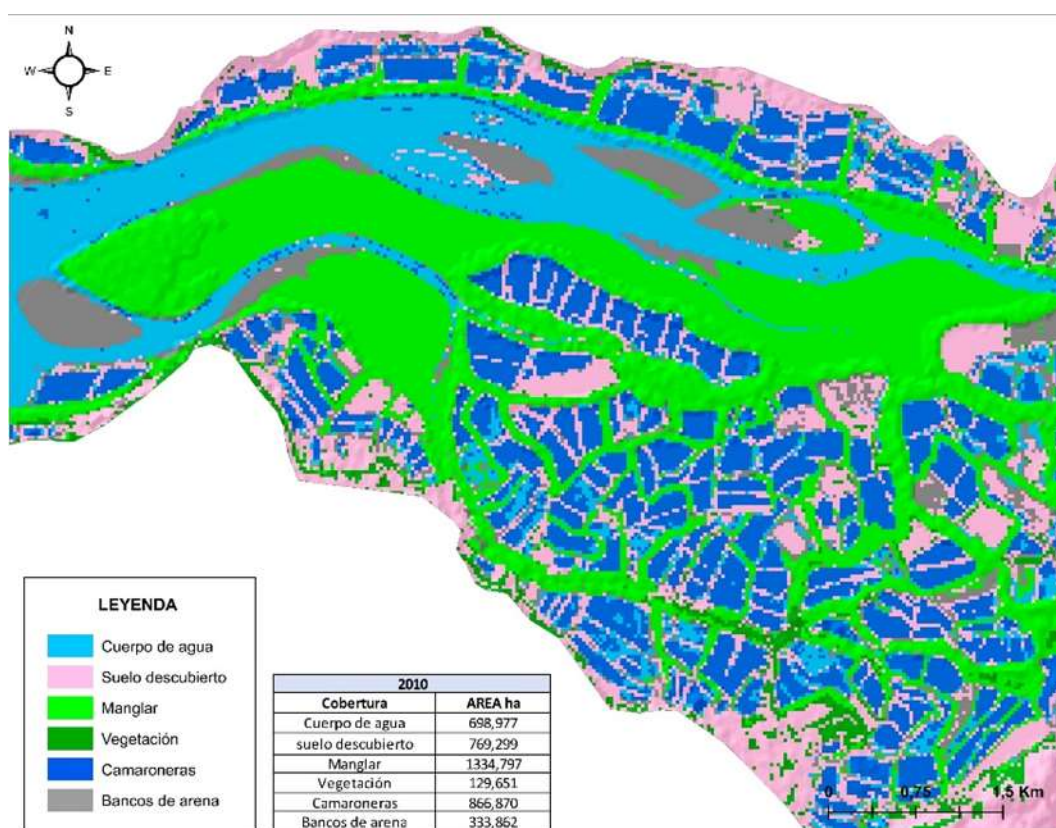 N
W E
S
LEYENDA
Cuerpo de agua
Suelo descubierto
Manglar
Vegetación
Camaroneras
Bancos de arena
2010
Cobertura AREA ha
Cuerpo de agua 698,977
suelo descubierto 769,299
Manglar 1334,797
Vegetación 129,651
Camaroneras 866,870
Bancos de arena 333,862
0 0,75 1,5 Km